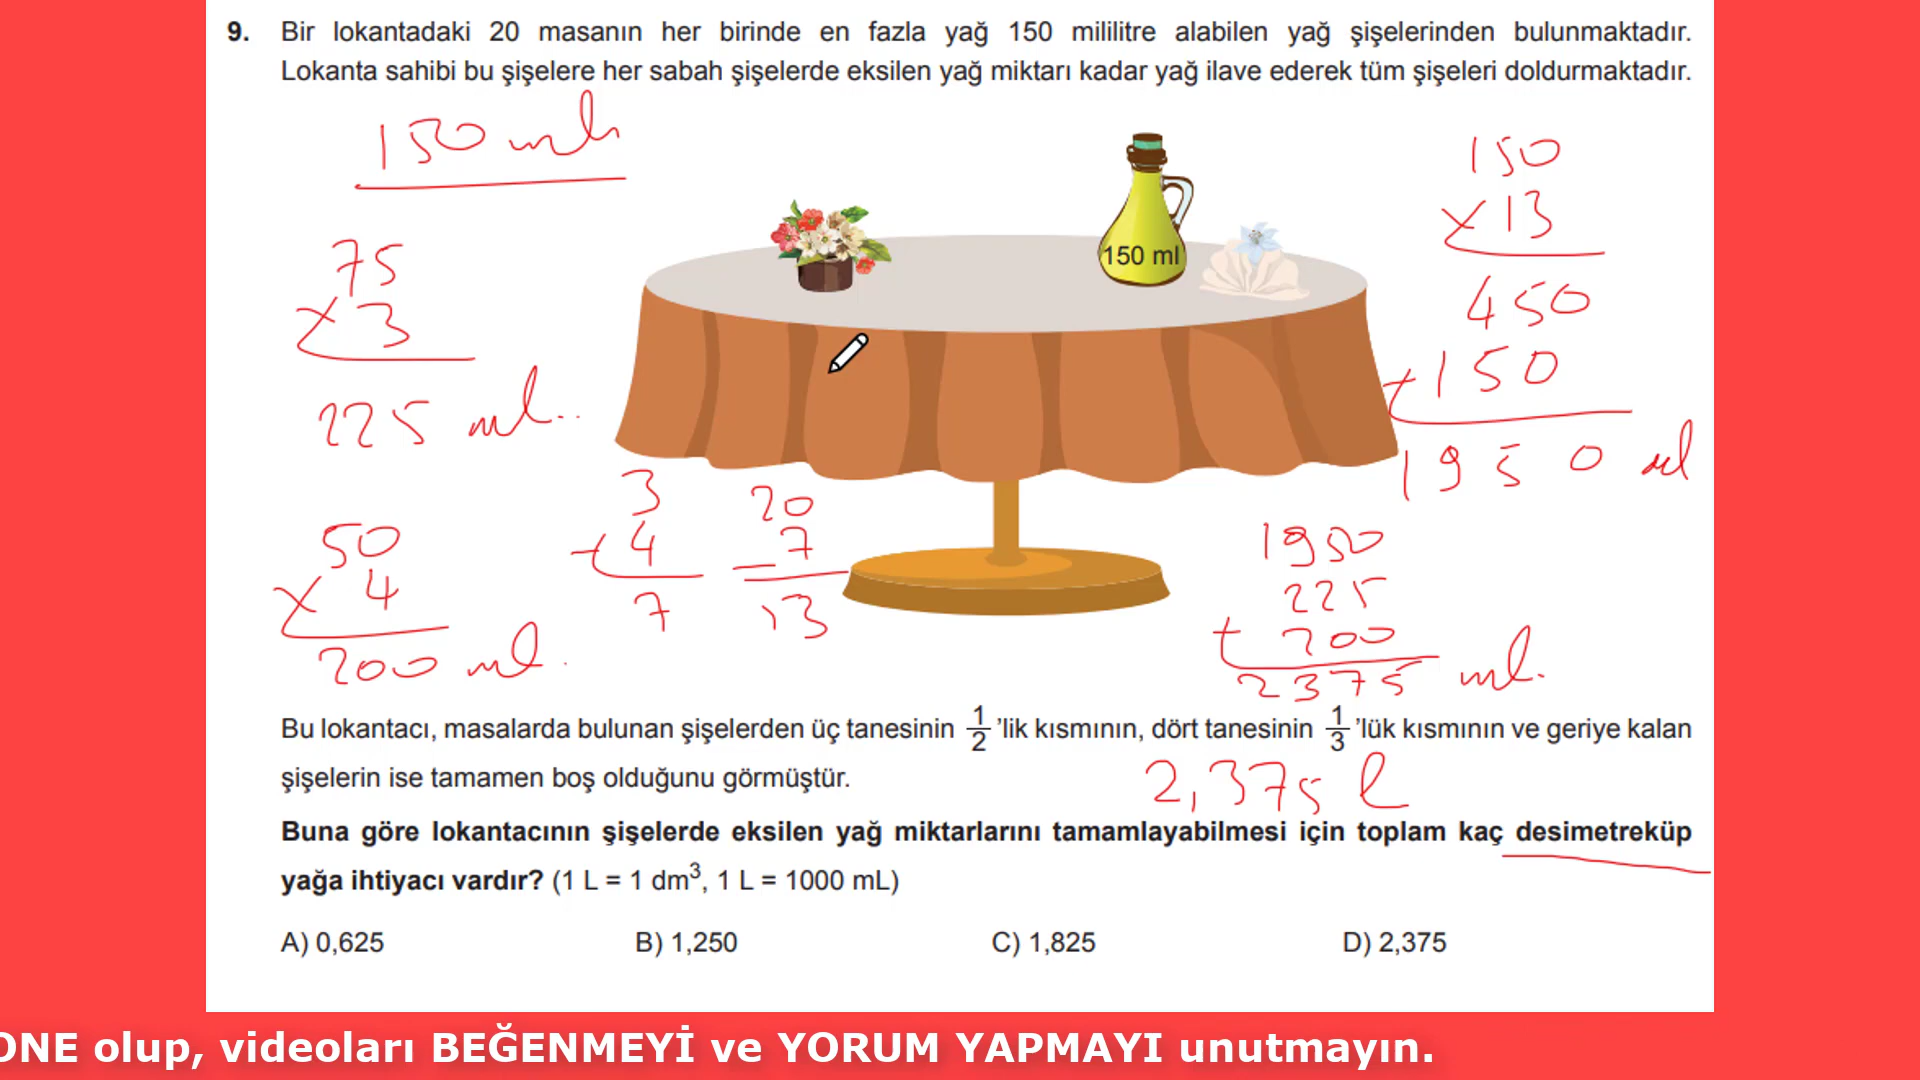 9. Bir lokantadaki 20 masanın her birinde en fazla yağ 150 mililitre alabilen yağ şişelerinden bulunmaktadır.
Lokanta sahibi bu şişelere her sabah şişelerde eksilen yağ miktarı kadar yağ ilave ederek tüm şişeleri doldurmaktadır.
150 ml
75
x 3
225 ml.
50
x 4
200 ml.
3
+ 4
7
20
- 7
13
150 ml
150
x 13
450
+ 150
1950 ml
1950
225
+ 200
2375 ml.
Bu lokantacı, masalarda bulunan şişelerden üç tanesinin 1/2 'lik kısmının, dört tanesinin 1/3 'lük kısmının ve geriye kalan
şişelerin ise tamamen boş olduğunu görmüştür.
2,375 l
Buna göre lokantacının şişelerde eksilen yağ miktarlarını tamamlayabilmesi için toplam kaç desimetreküp
yağa ihtiyacı vardır? (1 L = 1 dm³, 1 L = 1000 mL)
A) 0,625 B) 1,250 C) 1,825 D) 2,375
ONE olup, videoları BEĞENMEYİ ve YORUM YAPMAYI unutmayın.